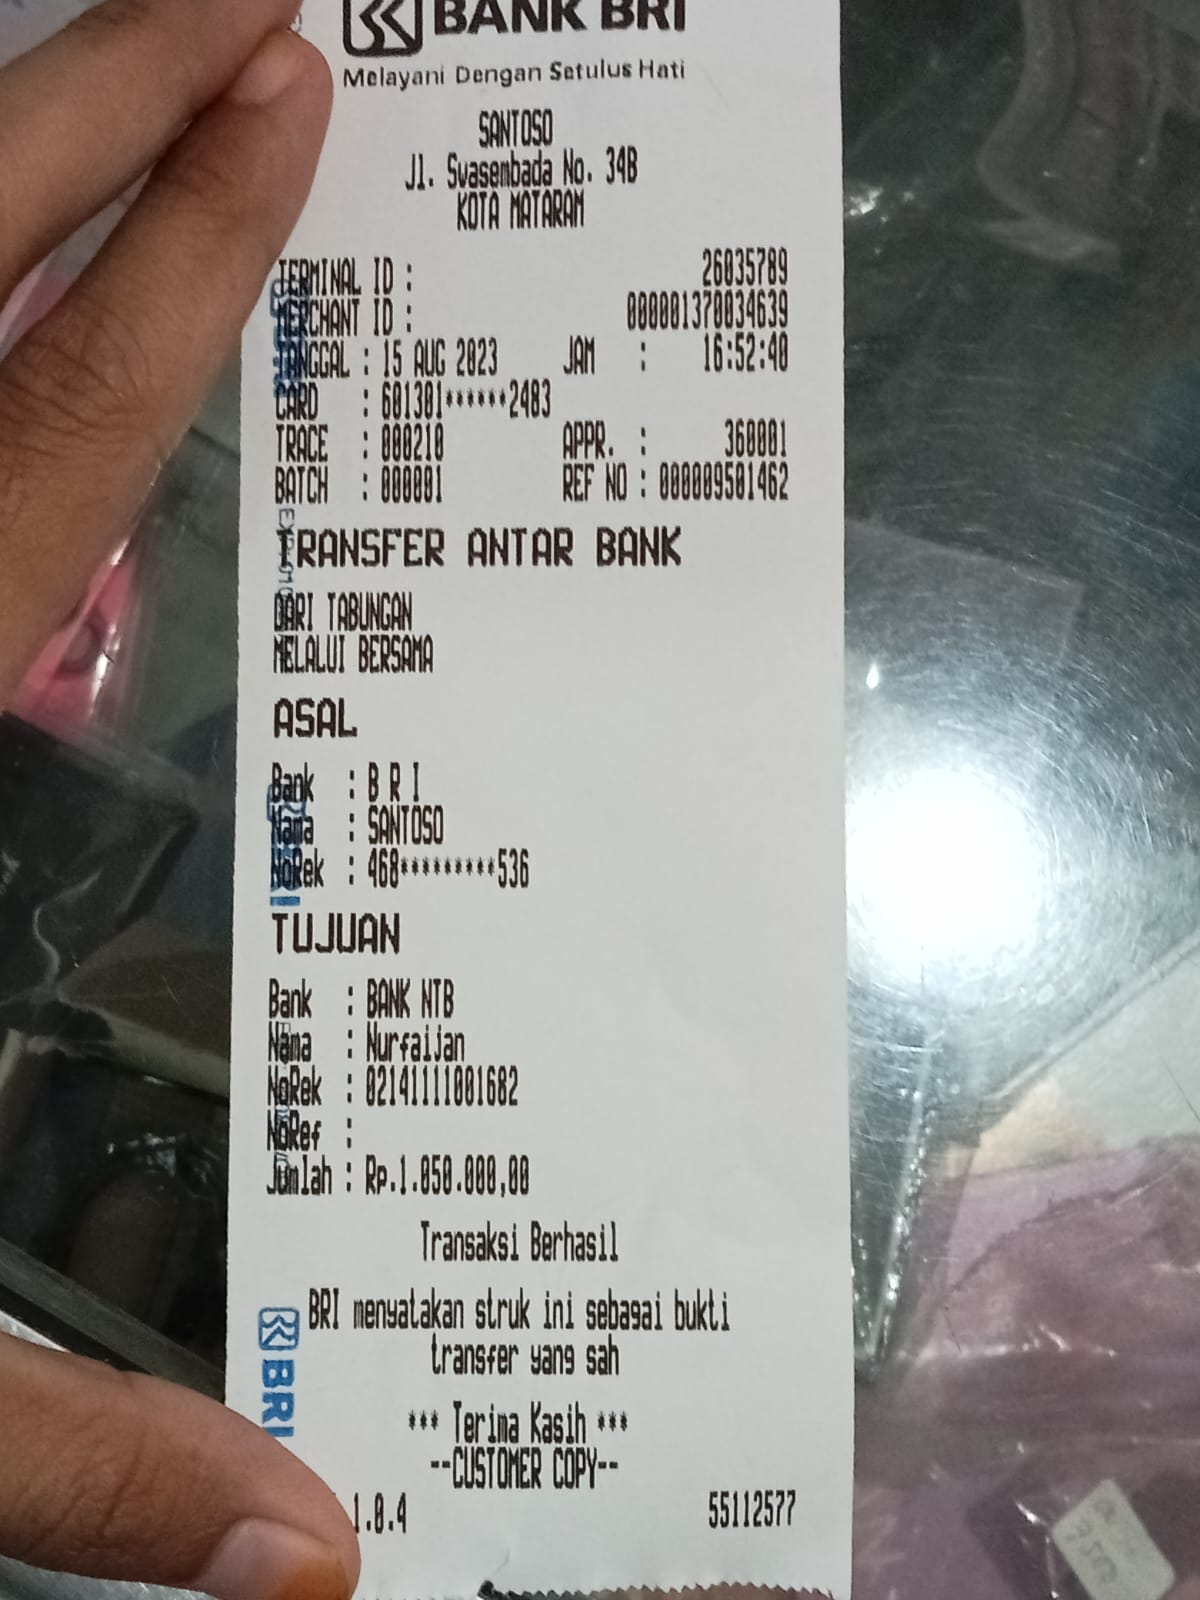 BANK BRI
Melayani Dengan Setulus Hati
SANTOSO
Jl. Swasembada No. 34B
KOTA MATARAM
TERMINAL ID : 26035789
MERCHANT ID : 000001370034639
TANGGAL : 15 AUG 2023 JAM : 16:52:40
CARD : 601301******2483
TRACE : 000210 APPR. : 360001
BATCH : 000001 REF NO : 000009501462
TRANSFER ANTAR BANK
DARI TABUNGAN
MELALUI BERSAMA
ASAL
Bank : B R I
Nama : SANTOSO
NoRek : 468*********536
TUJUAN
Bank : BANK NTB
Nama : Nurfaijan
NoRek : 02141111001682
NoRef :
Jumlah : Rp.1.050.000,00
Transaksi Berhasil
BRI menyatakan struk ini sebagai bukti
transfer yang sah
*** Terima Kasih ***
--CUSTOMER COPY--
1.0.4 55112577
BRI